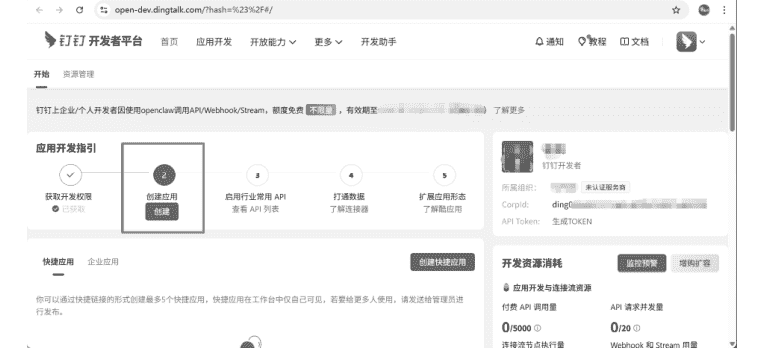 open-dev.dingtalk.com/?hash=%23%2F#/
钉钉 开发者平台 首页 应用开发 开放能力 更多 开发助手 通知 教程 文档
开始 资源管理
钉钉上企业/个人开发者因使用openclaw调用API/Webhook/Stream，额度免费 不限量 ，有效期至 了解更多
应用开发指引
2 3 4 5
获取开发权限 创建应用 启用行业常用 API 打通数据 扩展应用形态
已获取 创建 查看 API 列表 了解连接器 了解酷应用
钉钉开发者
所属组织： 未认证服务商
CorpId: ding
API Token: 生成TOKEN
快捷应用 企业应用 创建快捷应用
你可以通过快捷链接的形式创建最多5个快捷应用，快捷应用在工作台中仅自己可见，若要给更多人使用，请发送给管理员进
行发布。
开发资源消耗 监控预警 增购扩容
应用开发与连接流资源
付费 API 调用量 API 请求并发量
0/5000 0/20
连接流节点执行量 Webhook 和 Stream 用量